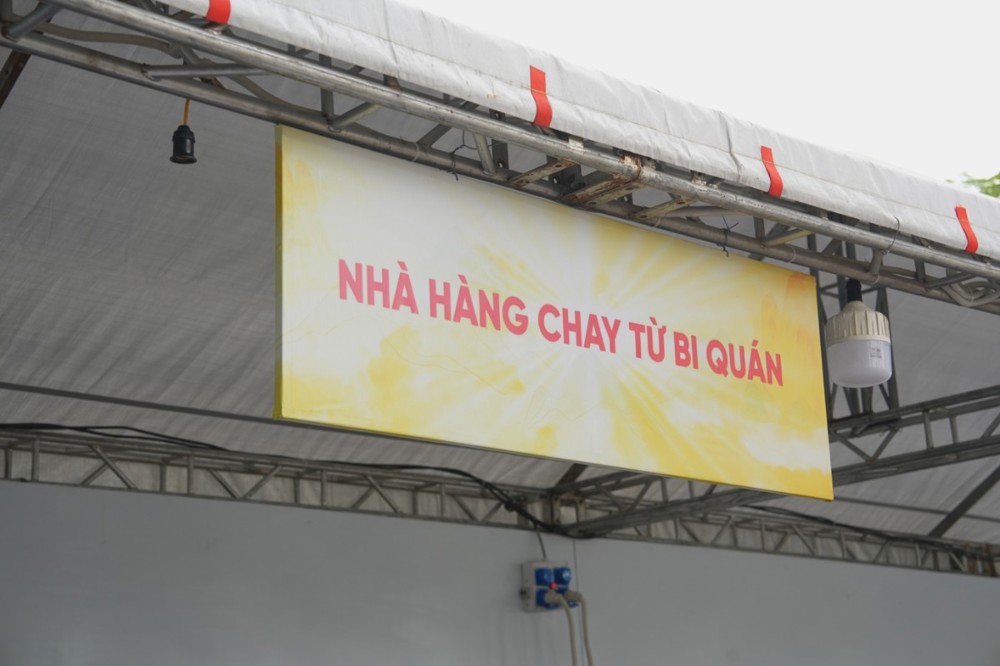 NHÀ HÀNG CHAY TỪ BI QUÁN